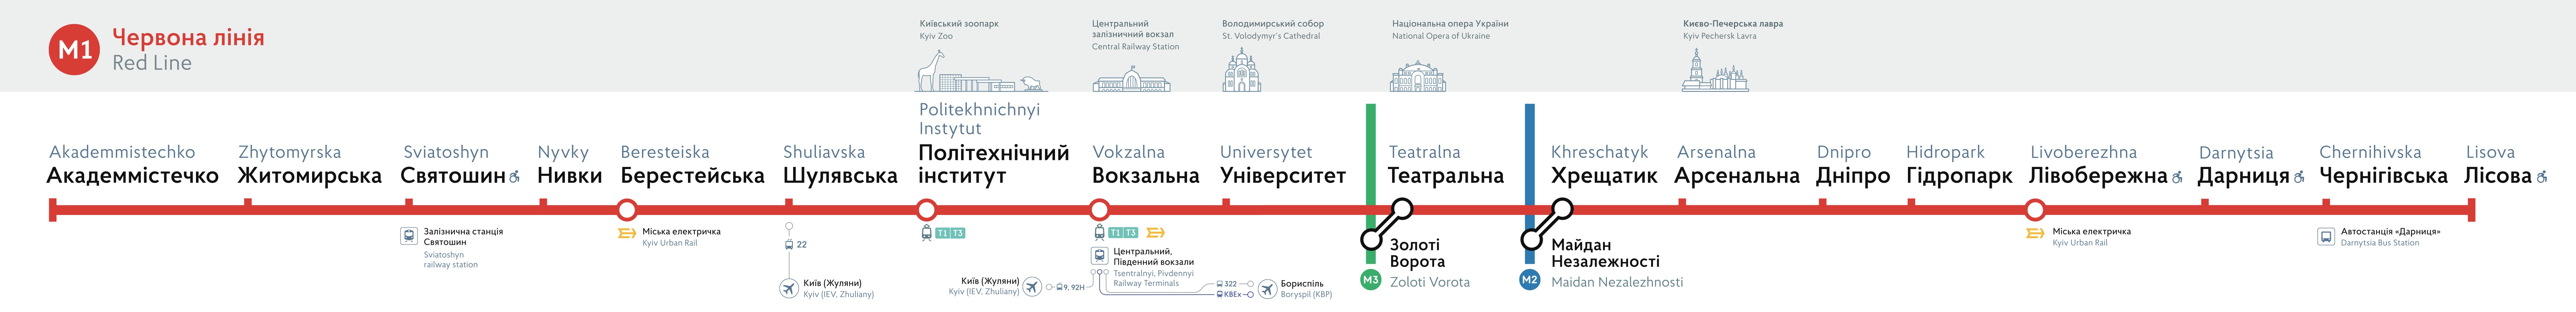 M1
Червона лінія
Red Line
Київський зоопарк
Kyiv Zoo
Центральний
залізничний вокзал
Central Railway Station
Володимирський собор
St. Volodymyr's Cathedral
Національна опера України
National Opera of Ukraine
Києво-Печерська лавра
Kyiv Pechersk Lavra
Akademmistechko
Академмістечко
Zhytomyrska
Житомирська
Sviatoshyn
Святошин
Nyvky
Нивки
Beresteiska
Берестейська
Shuliavska
Шулявська
Politekhnichnyi
Instytut
Політехнічний
інститут
Vokzalna
Вокзальна
Universytet
Університет
Teatralna
Театральна
Khreschatyk
Хрещатик
Arsenalna
Арсенальна
Dnipro
Дніпро
Hidropark
Гідропарк
Livoberezhna
Лівобережна
Darnytsia
Дарниця
Chernihivska
Чернігівська
Lisova
Лісова
Залізнична станція
Святошин
Sviatoshyn
railway station
Міська електричка
Kyiv Urban Rail
22
Київ (Жуляни)
Kyiv (IEV, Zhuliany)
T1 T3
T1 T3
Центральний,
Південний вокзали
Tsentralnyi, Pivdennyi
Railway Terminals
Київ (Жуляни)
Kyiv (IEV, Zhuliany)
9, 92Н
322
KBEx
Бориспіль
Boryspil (KBP)
Золоті
Ворота
M3
Zoloti Vorota
Майдан
Незалежності
M2
Maidan Nezalezhnosti
Міська електричка
Kyiv Urban Rail
Автостанція «Дарниця»
Darnytsia Bus Station